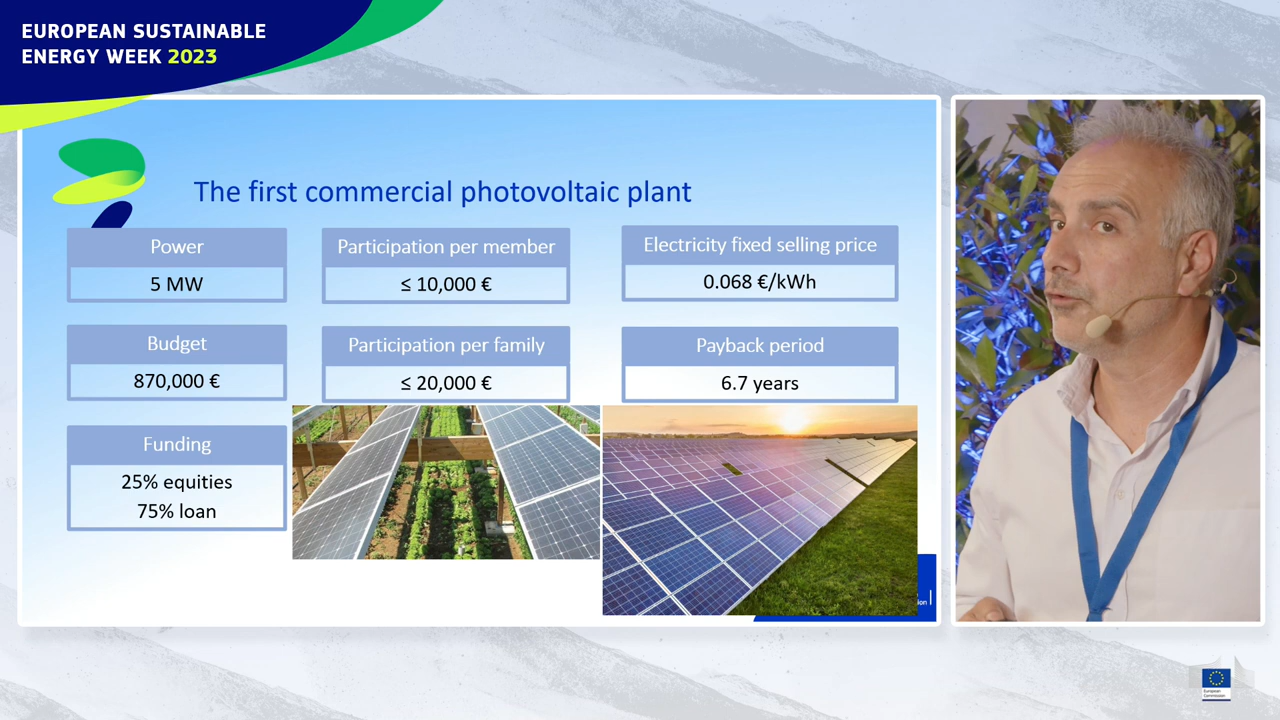 EUROPEAN SUSTAINABLE
ENERGY WEEK 2023
The first commercial photovoltaic plant
Power
5 MW
Participation per member
≤ 10,000 €
Electricity fixed selling price
0.068 €/kWh
Budget
870,000 €
Participation per family
≤ 20,000 €
Payback period
6.7 years
Funding
25% equities
75% loan
European
Commission